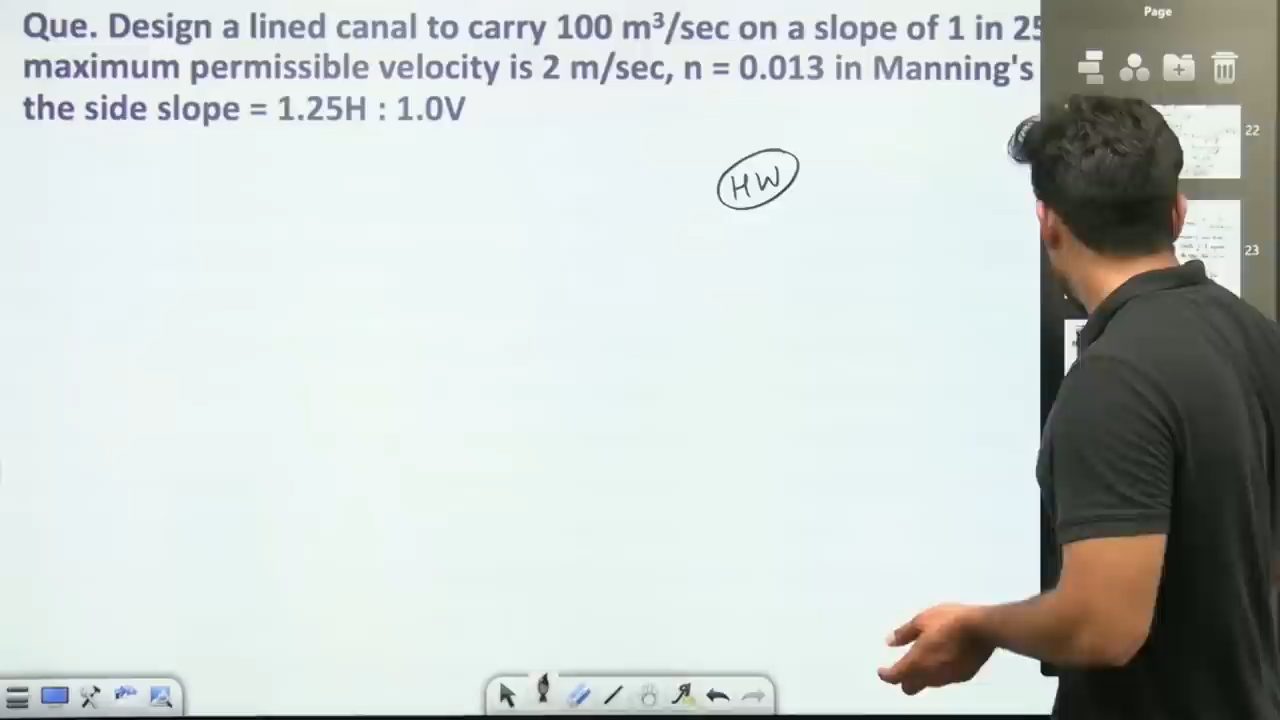 Que. Design a lined canal to carry 100 m³/sec on a slope of 1 in 25
maximum permissible velocity is 2 m/sec, n = 0.013 in Manning's
the side slope = 1.25H : 1.0V
HW
Page
22
23